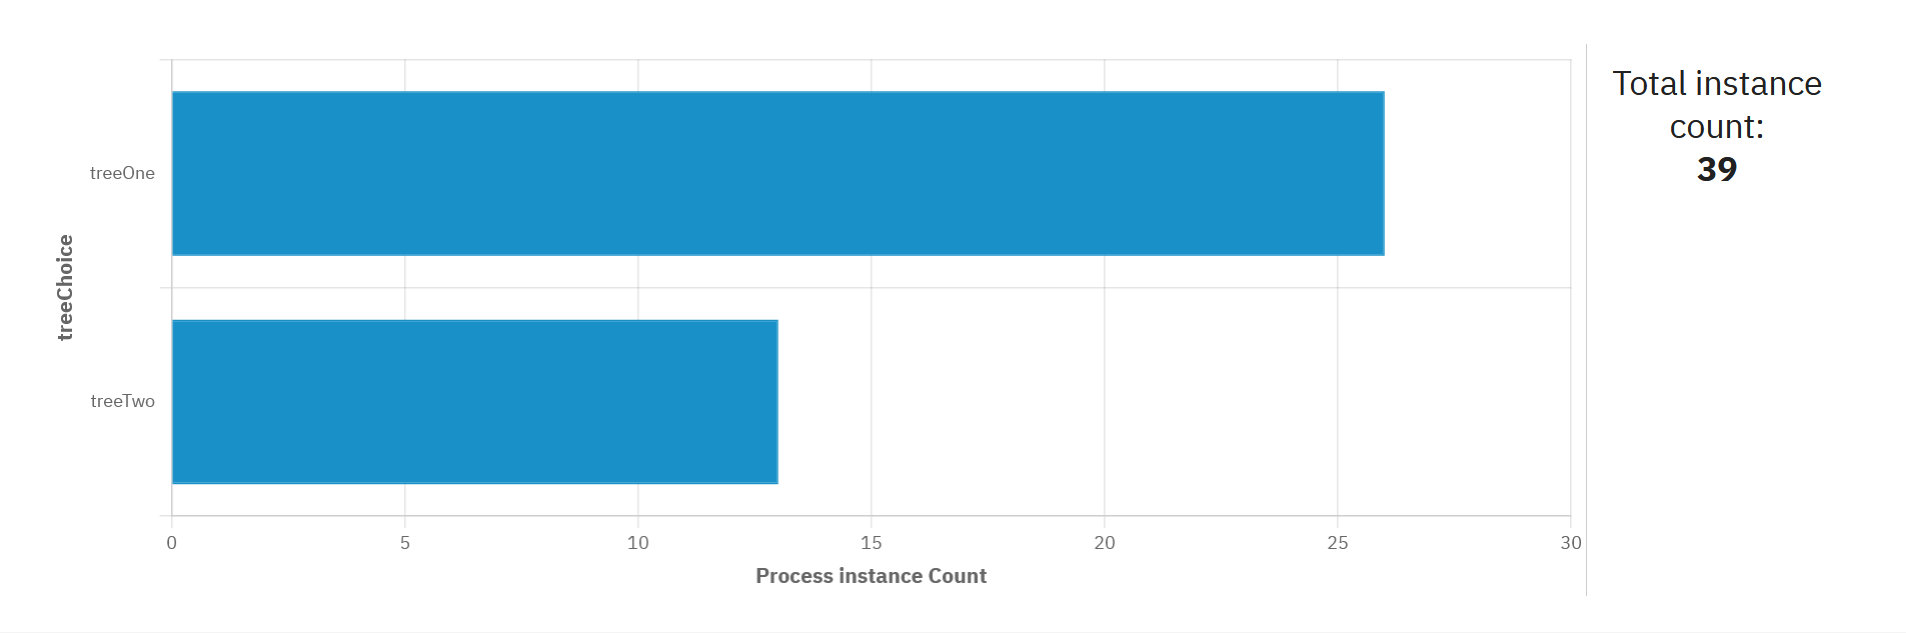 treeChoice
treeOne
treeTwo
0 5 10 15 20 25 30
Process instance Count
Total instance
count:
39